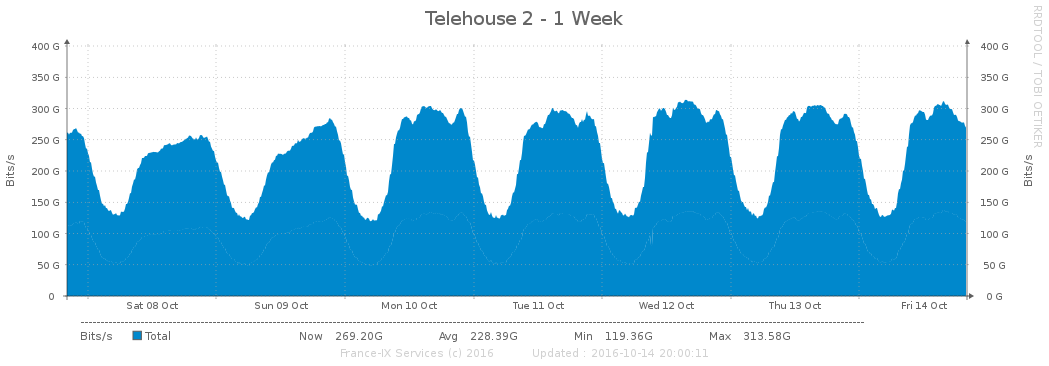 Telehouse 2 - 1 Week
RRDTOOL / TOBI OETIKER
Bits/s
Bits/s
400 G 400 G
350 G 350 G
300 G 300 G
250 G 250 G
200 G 200 G
150 G 150 G
100 G 100 G
50 G 50 G
0 0 G
Sat 08 Oct Sun 09 Oct Mon 10 Oct Tue 11 Oct Wed 12 Oct Thu 13 Oct Fri 14 Oct
Bits/s Total Now 269.20G Avg 228.39G Min 119.36G Max 313.58G
France-IX Services (c) 2016 Updated : 2016-10-14 20:00:11